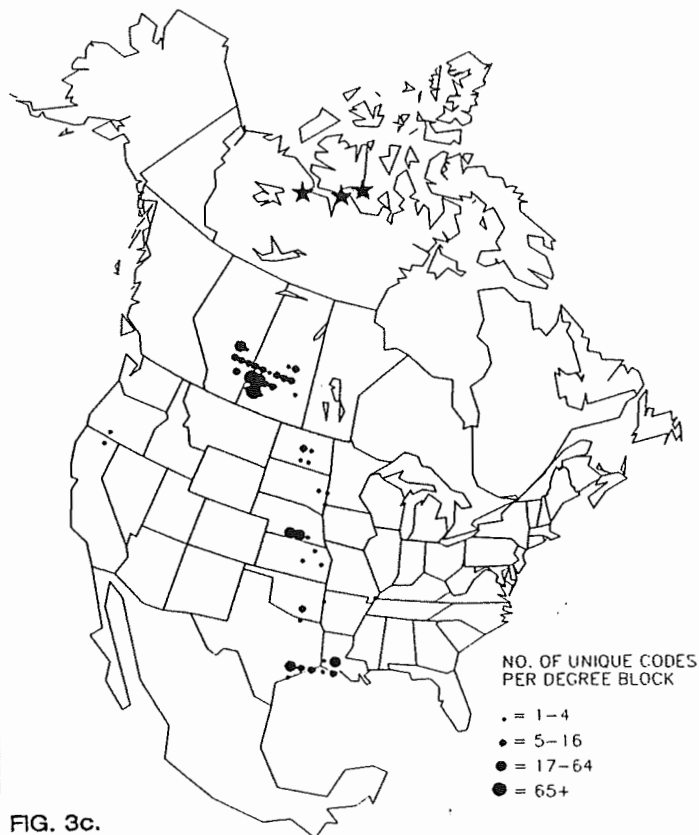 NO. OF UNIQUE CODES
PER DEGREE BLOCK
= 1-4
= 5-16
= 17-64
= 65+
FIG. 3c.